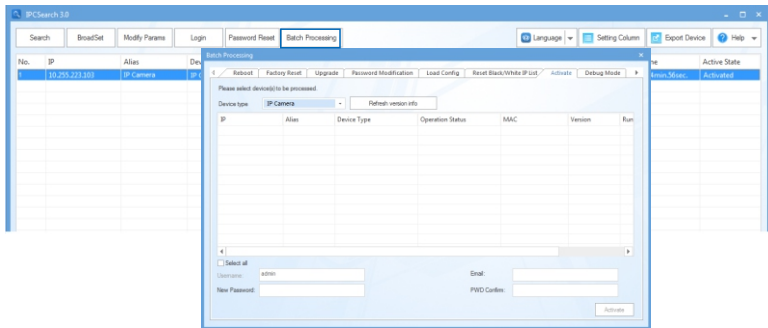 IPCSearch 3.0
Search BroadSet Modify Params Login Password Reset Batch Processing Language Setting Column Export Device Help
No. IP Alias Active State
1 10.255.223.103 IP Camera 4min.56sec. Activated
Batch Processing
Reboot Factory Reset Upgrade Password Modification Load Config Reset Black/White IP List Activate Debug Mode
Please select device(s) to be processed.
Device type IP Camera Refresh version info
IP Alias Device Type Operation Status MAC Version Run
Select all
Username: admin Email:
New Password: PWD Confirm:
Activate